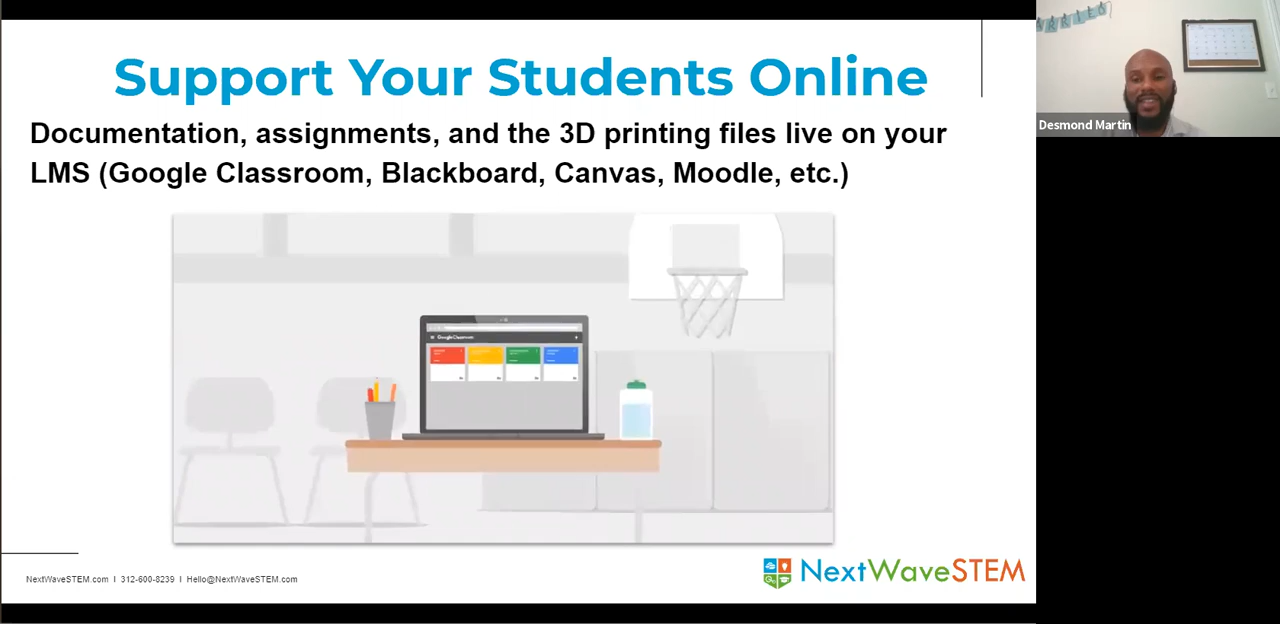 Support Your Students Online
Documentation, assignments, and the 3D printing files live on your
LMS (Google Classroom, Blackboard, Canvas, Moodle, etc.)
Google Classroom
NextWaveSTEM.com I 312-600-8239 I Hello@NextWaveSTEM.com
NextWaveSTEM
Desmond Martin